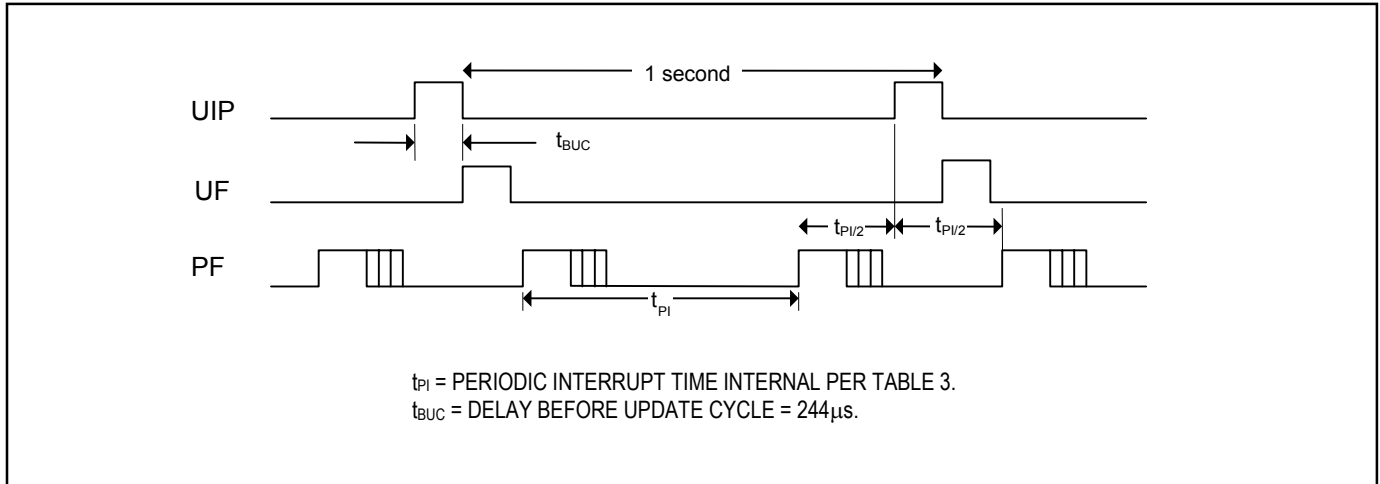 1 second
UIP
tBUC
UF
tPI/2 tPI/2
PF
tPI
tPI = PERIODIC INTERRUPT TIME INTERNAL PER TABLE 3.
tBUC = DELAY BEFORE UPDATE CYCLE = 244μs.